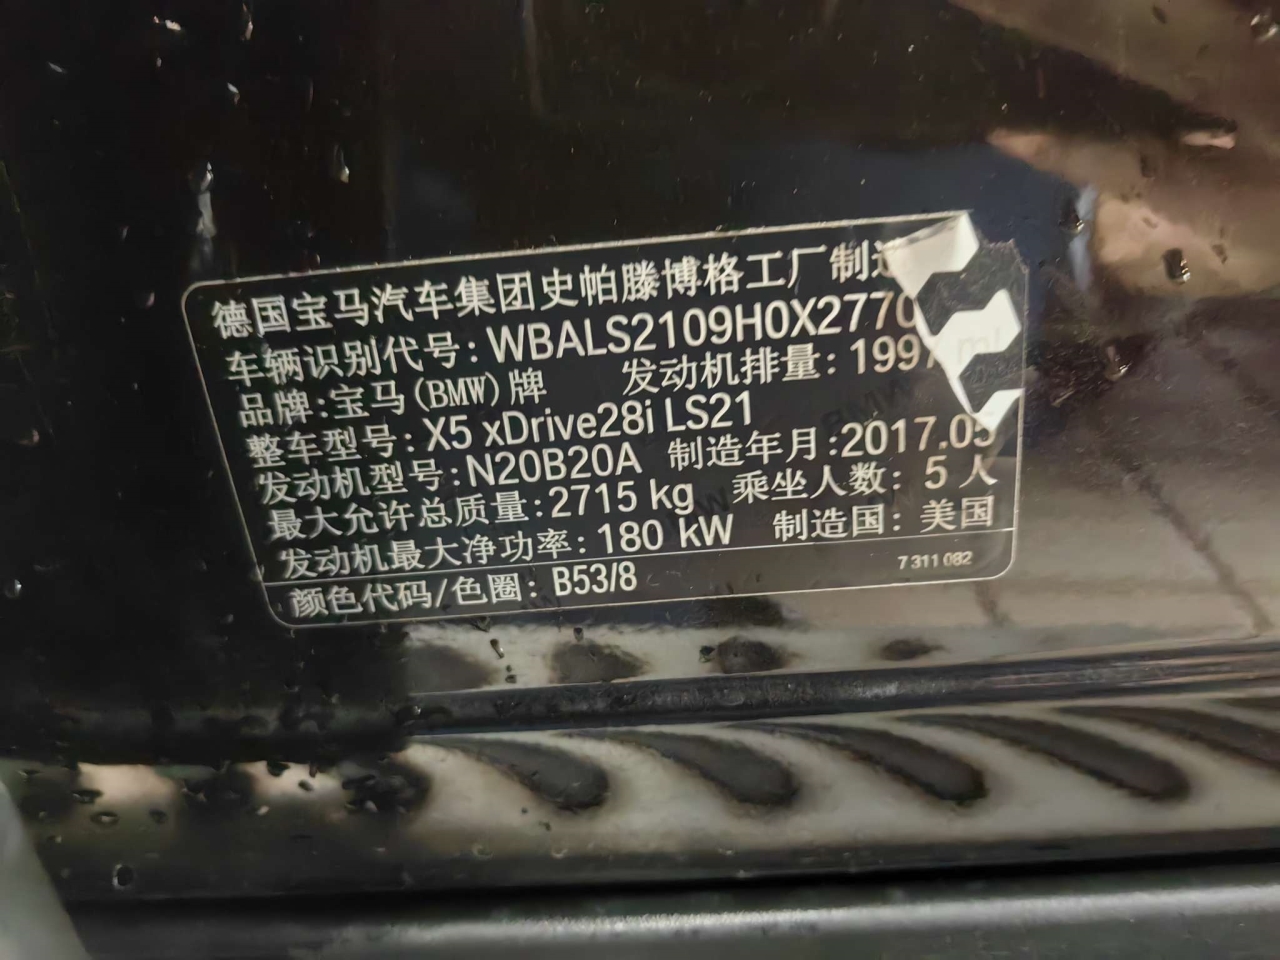 德国宝马汽车集团史帕滕博格工厂制造
车辆识别代号:WBALS2109H0X2770
品牌:宝马(BMW)牌 发动机排量:1997 ml
整车型号:X5 xDrive28i LS21
发动机型号:N20B20A 制造年月:2017.05
最大允许总质量:2715 kg 乘坐人数: 5 人
发动机最大净功率:180 kW 制造国: 美国
颜色代码/色圈: B53/8 7 311 082